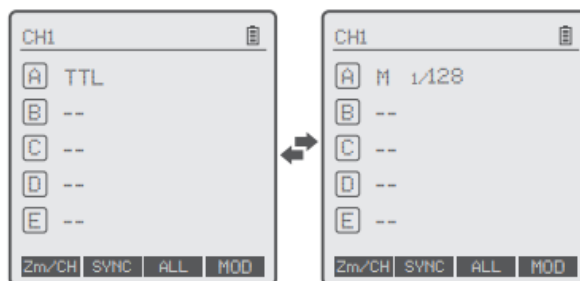 CH1
A TTL
B --
C --
D --
E --
Zm/CH SYNC ALL MOD
CH1
A M 1/128
B --
C --
D --
E --
Zm/CH SYNC ALL MOD